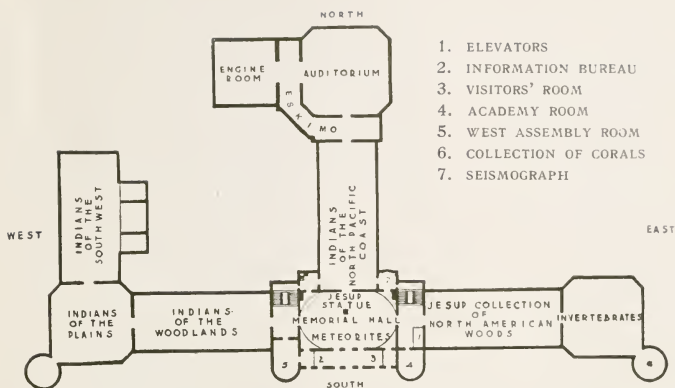 NORTH
1. ELEVATORS
2. INFORMATION BUREAU
3. VISITORS' ROOM
4. ACADEMY ROOM
5. WEST ASSEMBLY ROOM
6. COLLECTION OF CORALS
7. SEISMOGRAPH
ENGINE
ROOM
AUDITORIUM
ESKIMO
WEST
EAST
INDIANS
OF THE
SOUTHWEST
INDIANS
OF THE
NORTH PACIFIC
COAST
INDIANS
OF THE
PLAINS
INDIANS
OF THE
WOODLANDS
JESUP
STATUE
MEMORIAL HALL
METEORITES
JESUP COLLECTION
OF
NORTH AMERICAN
WOODS
INVERTEBRATES
5
2
3
4
SOUTH